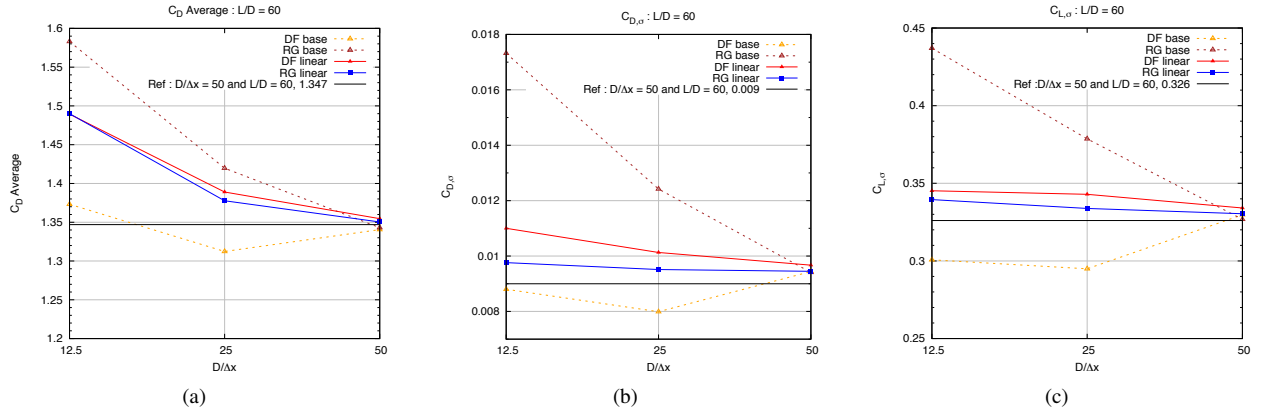 C_D Average : L/D = 60
1.6
1.55
1.5
1.45
1.4
1.35
1.3
1.25
1.2
C_D Average
DF base
RG base
DF linear
RG linear
Ref : D/Δx = 50 and L/D = 60, 1.347
12.5
25
50
D/Δx
(a)
C_D,σ : L/D = 60
0.018
0.016
0.014
0.012
0.01
0.008
C_D,σ
DF base
RG base
DF linear
RG linear
Ref : D/Δx = 50 and L/D = 60, 0.009
12.5
25
50
D/Δx
(b)
C_L,σ : L/D = 60
0.45
0.4
0.35
0.3
0.25
C_L,σ
DF base
RG base
DF linear
RG linear
Ref : D/Δx = 50 and L/D = 60, 0.326
12.5
25
50
D/Δx
(c)